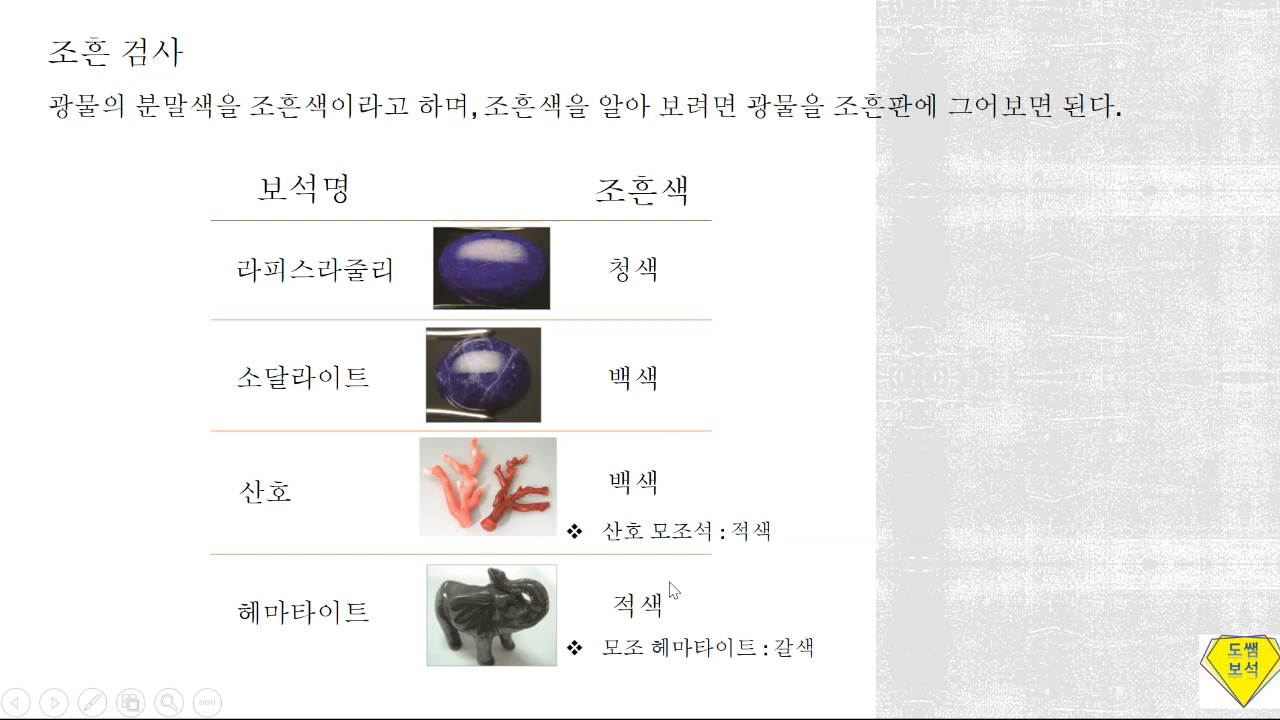 조흔 검사
광물의 분말색을 조흔색이라고 하며, 조흔색을 알아 보려면 광물을 조흔판에 그어보면 된다.
보석명 조흔색
라피스라줄리 청색
소달라이트 백색
산호 백색
❖ 산호 모조석 : 적색
헤마타이트 적색
❖ 모조 헤마타이트 : 갈색
도쌤
보석